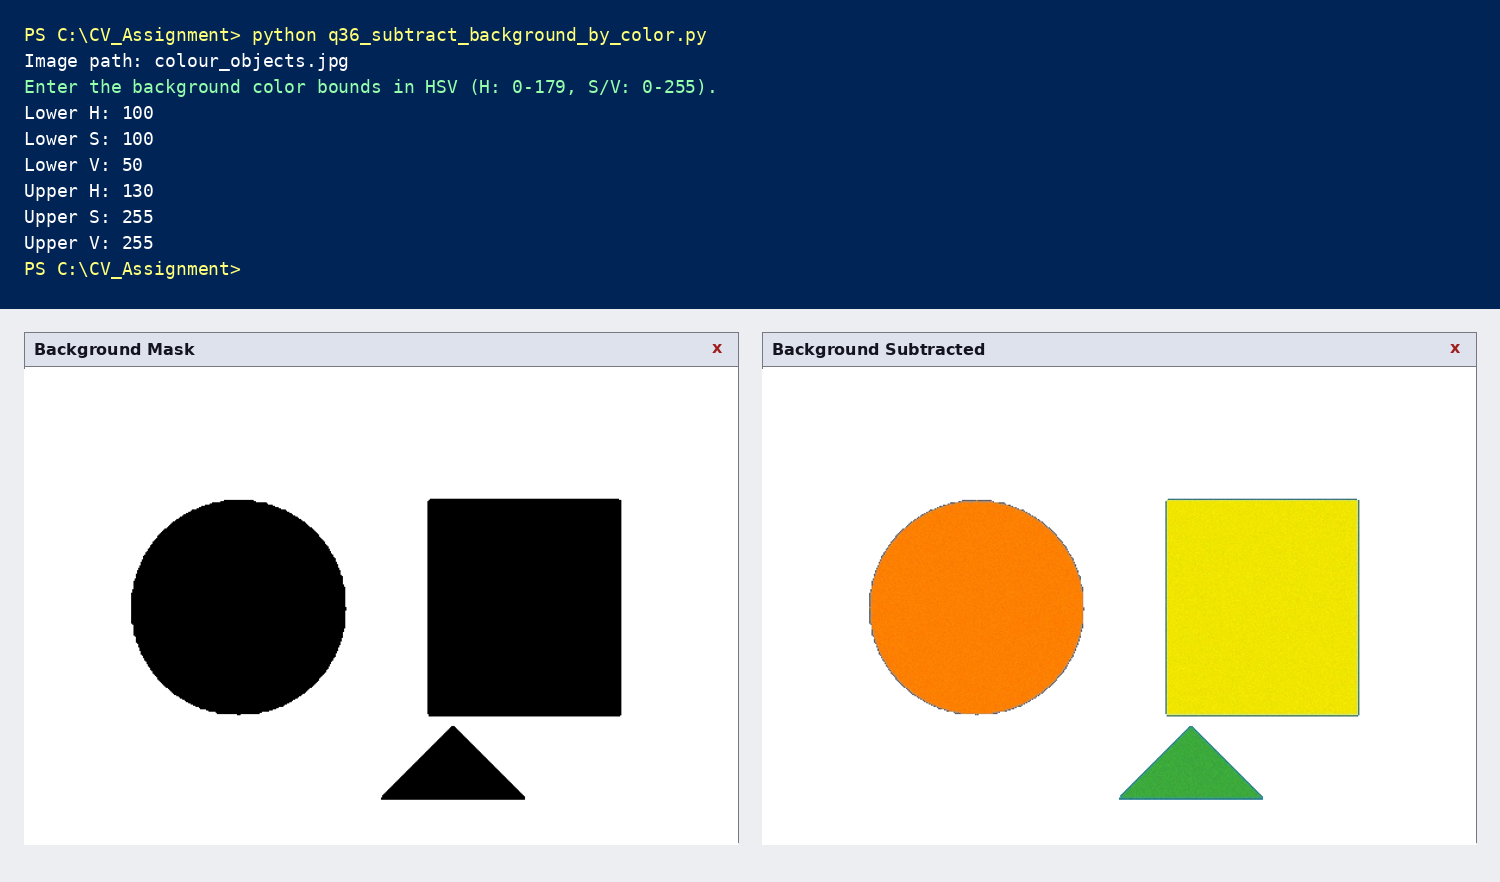 PS C:\CV_Assignment> python q36_subtract_background_by_color.py
Image path: colour_objects.jpg
Enter the background color bounds in HSV (H: 0-179, S/V: 0-255).
Lower H: 100
Lower S: 100
Lower V: 50
Upper H: 130
Upper S: 255
Upper V: 255
PS C:\CV_Assignment>
Background Mask x
Background Subtracted x